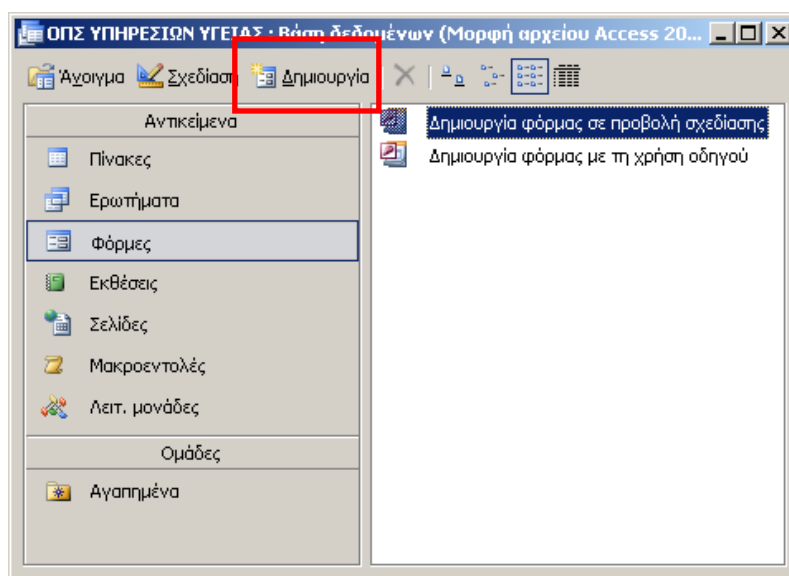 ΟΠΣ ΥΠΗΡΕΣΙΩΝ ΥΓΕΙΑΣ : Βάση δεδομένων (Μορφή αρχείου Access 20...
Άνοιγμα Σχεδίαση Δημιουργία
Αντικείμενα
Πίνακες
Ερωτήματα
Φόρμες
Εκθέσεις
Σελίδες
Μακροεντολές
Λειτ. μονάδες
Ομάδες
Αγαπημένα
Δημιουργία φόρμας σε προβολή σχεδίασης
Δημιουργία φόρμας με τη χρήση οδηγού